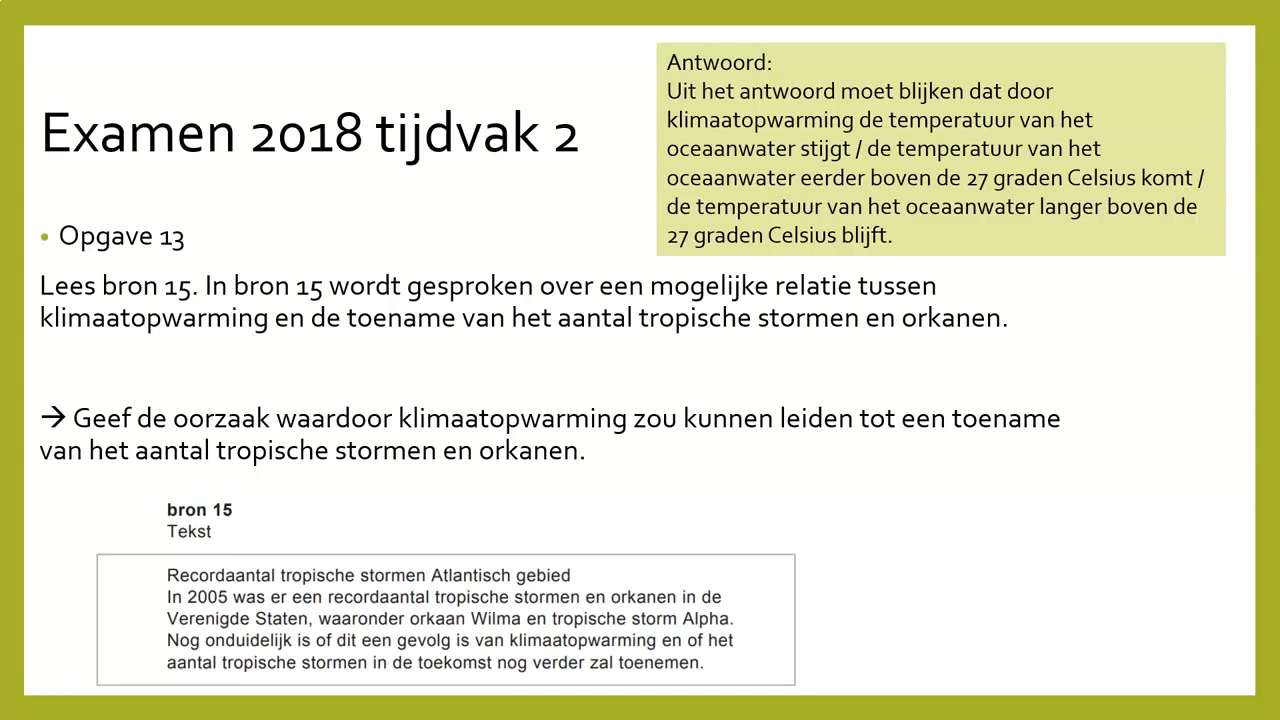 Examen 2018 tijdvak 2
Antwoord:
Uit het antwoord moet blijken dat door
klimaatopwarming de temperatuur van het
oceaanwater stijgt / de temperatuur van het
oceaanwater eerder boven de 27 graden Celsius komt /
de temperatuur van het oceaanwater langer boven de
27 graden Celsius blijft.
• Opgave 13
Lees bron 15. In bron 15 wordt gesproken over een mogelijke relatie tussen
klimaatopwarming en de toename van het aantal tropische stormen en orkanen.
→ Geef de oorzaak waardoor klimaatopwarming zou kunnen leiden tot een toename
van het aantal tropische stormen en orkanen.
bron 15
Tekst
Recordaantal tropische stormen Atlantisch gebied
In 2005 was er een recordaantal tropische stormen en orkanen in de
Verenigde Staten, waaronder orkaan Wilma en tropische storm Alpha.
Nog onduidelijk is of dit een gevolg is van klimaatopwarming en of het
aantal tropische stormen in de toekomst nog verder zal toenemen.